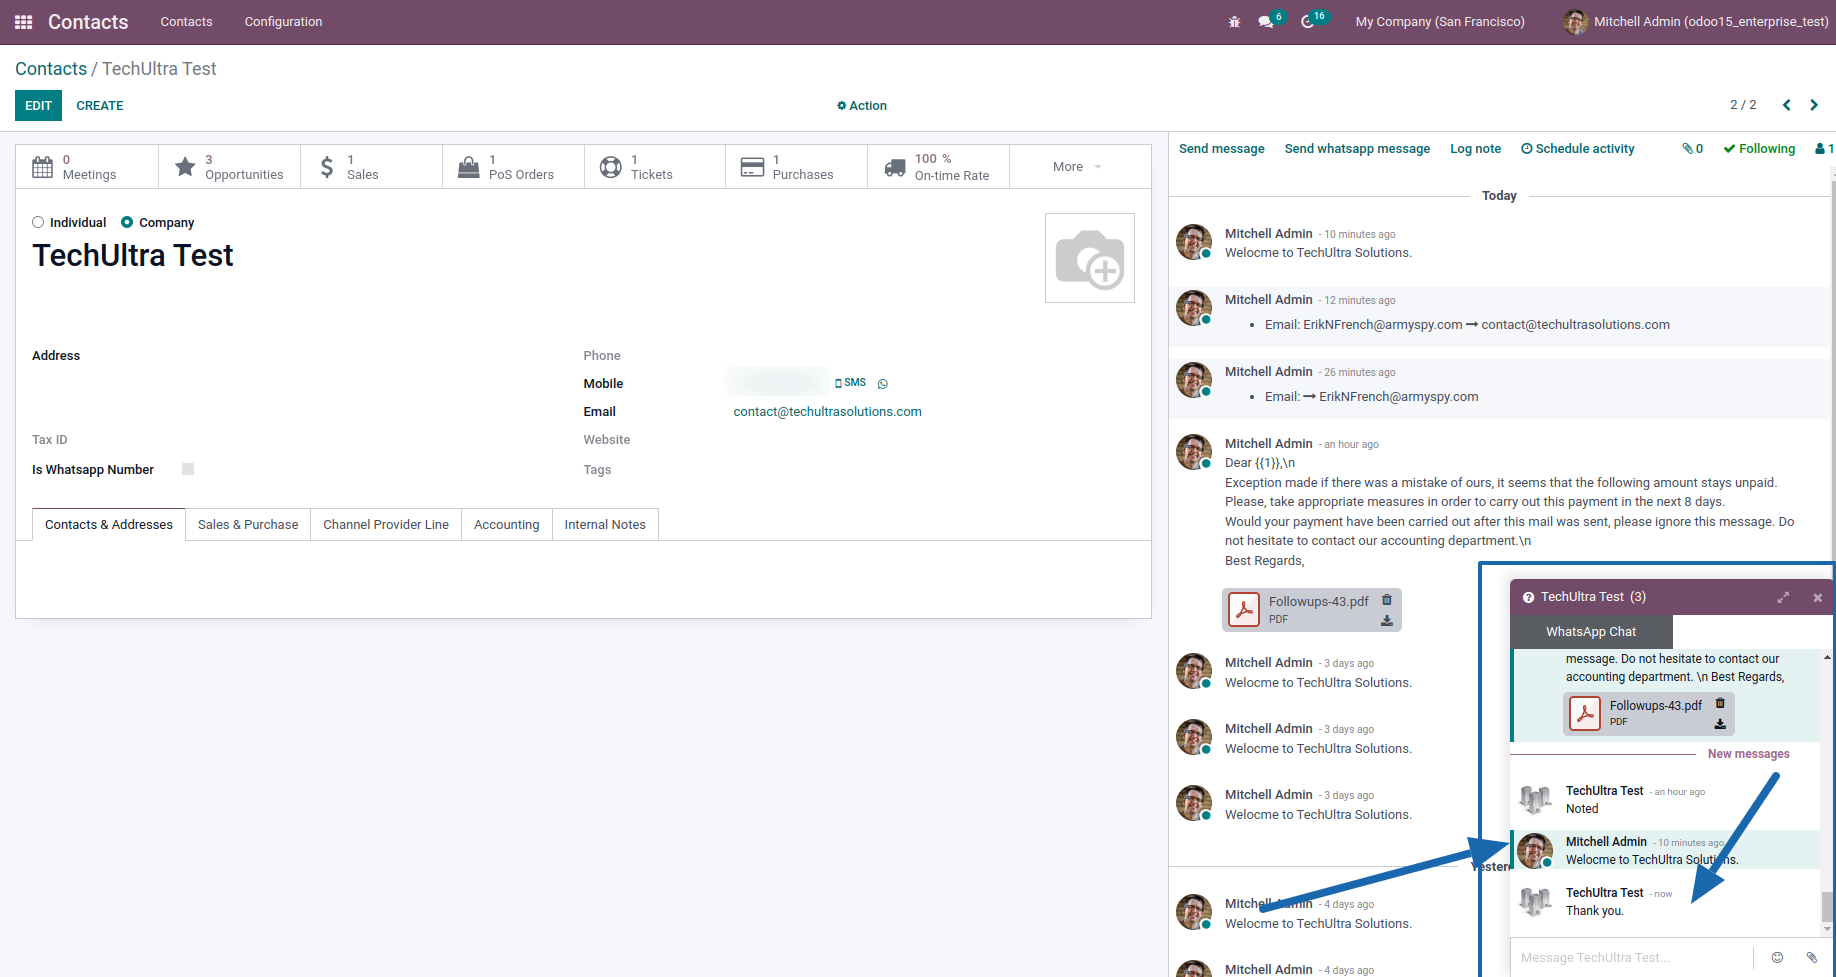 Contacts Contacts Configuration 6 16 My Company (San Francisco) Mitchell Admin (odoo15_enterprise_test)
Contacts / TechUltra Test
EDIT CREATE Action 2 / 2
0 Meetings
3 Opportunities
1 Sales
1 PoS Orders
1 Tickets
1 Purchases
100 % On-time Rate
More
Individual Company
TechUltra Test
Address
Phone
Mobile SMS
Email contact@techultrasolutions.com
Tax ID
Website
Is Whatsapp Number
Tags
Contacts & Addresses Sales & Purchase Channel Provider Line Accounting Internal Notes
Send message Send whatsapp message Log note Schedule activity 0 Following 1
Today
Mitchell Admin - 10 minutes ago
Welocme to TechUltra Solutions.
Mitchell Admin - 12 minutes ago
• Email: ErikNFrench@armyspy.com → contact@techultrasolutions.com
Mitchell Admin - 26 minutes ago
• Email: → ErikNFrench@armyspy.com
Mitchell Admin - an hour ago
Dear {{1}},\n
Exception made if there was a mistake of ours, it seems that the following amount stays unpaid.
Please, take appropriate measures in order to carry out this payment in the next 8 days.
Would your payment have been carried out after this mail was sent, please ignore this message. Do
not hesitate to contact our accounting department.\n
Best Regards,
Followups-43.pdf
PDF
Mitchell Admin - 3 days ago
Welocme to TechUltra Solutions.
Mitchell Admin - 3 days ago
Welocme to TechUltra Solutions.
Mitchell Admin - 3 days ago
Welocme to TechUltra Solutions.
Yester
Mitchell Admin - 4 days ago
Welocme to TechUltra Solutions.
Mitchell Admin - 4 days ago
TechUltra Test (3)
WhatsApp Chat
message. Do not hesitate to contact our
accounting department. \n Best Regards,
Followups-43.pdf
PDF
New messages
TechUltra Test - an hour ago
Noted
Mitchell Admin - 10 minutes ago
Welocme to TechUltra Solutions.
TechUltra Test - now
Thank you.
Message TechUltra Test...